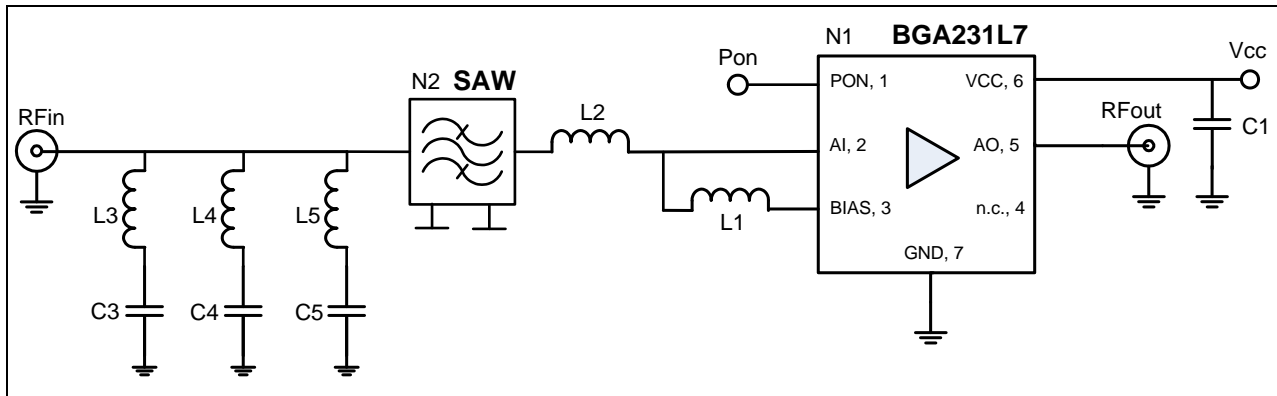 N1 BGA231L7
Pon
Vcc
N2 SAW
PON, 1
VCC, 6
RFin
L2
RFout
C1
AI, 2
AO, 5
L3
L4
L5
L1
BIAS, 3
n.c., 4
GND, 7
C3
C4
C5